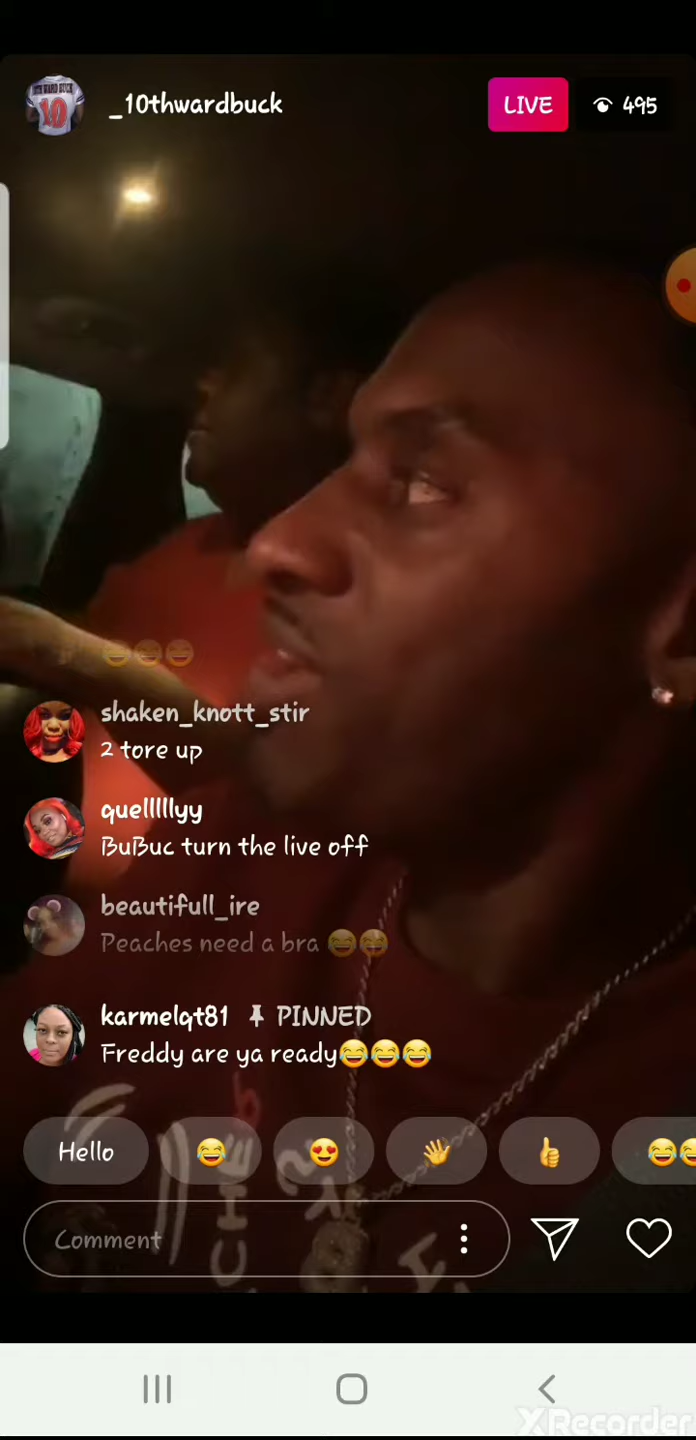 _10thwardbuck
LIVE
495
😂😂😂
shaken_knott_stir
2 tore up
quelllllyy
BuBuc turn the live off
beautifull_ire
Peaches need a bra 😂😂
karmelqt81 PINNED
Freddy are ya ready😂😂😂
Hello 😂 😍 👋 👍 😂😂
Comment
XRecorder